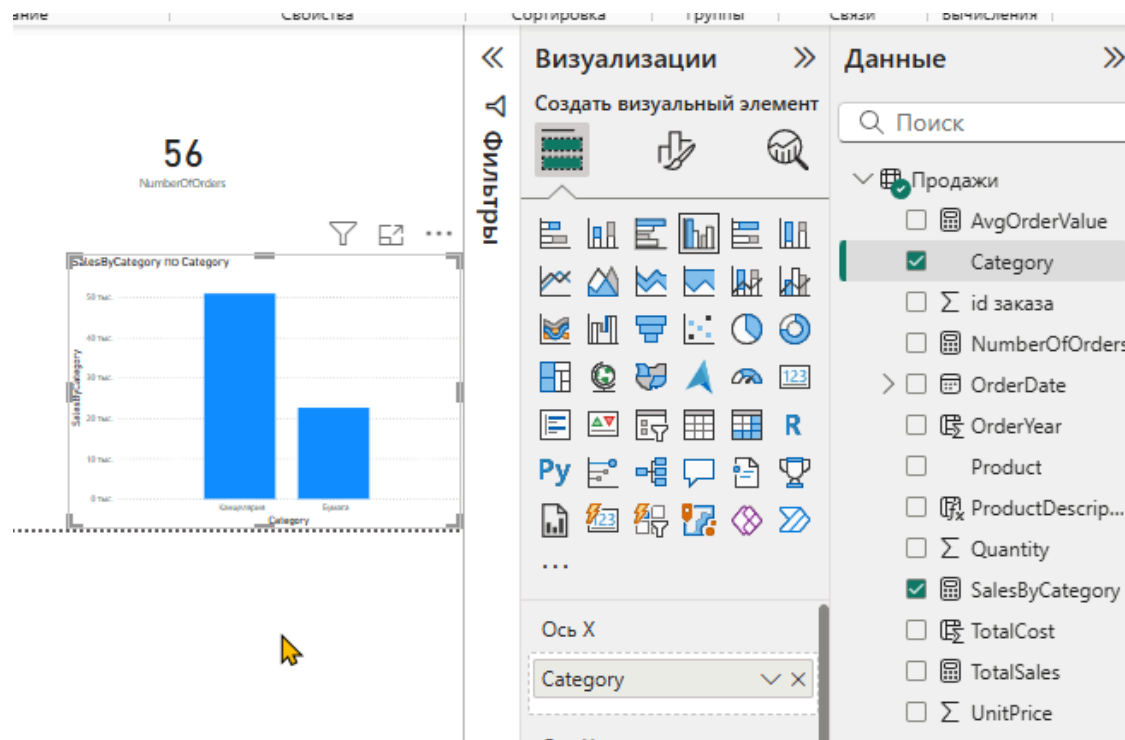 Свойства
Сортировка
Группы
Связи
Вычисления
56
NumberOfOrders
SalesByCategory по Category
50 тыс.
40 тыс.
30 тыс.
20 тыс.
10 тыс.
0 тыс.
SalesByCategory
Канцелярия
Бумага
Category
Фильтры
Визуализации
Создать визуальный элемент
123
R
Py
123
...
Ось X
Category
Данные
Поиск
Продажи
AvgOrderValue
Category
id заказа
NumberOfOrders
OrderDate
OrderYear
Product
ProductDescrip...
Quantity
SalesByCategory
TotalCost
TotalSales
UnitPrice